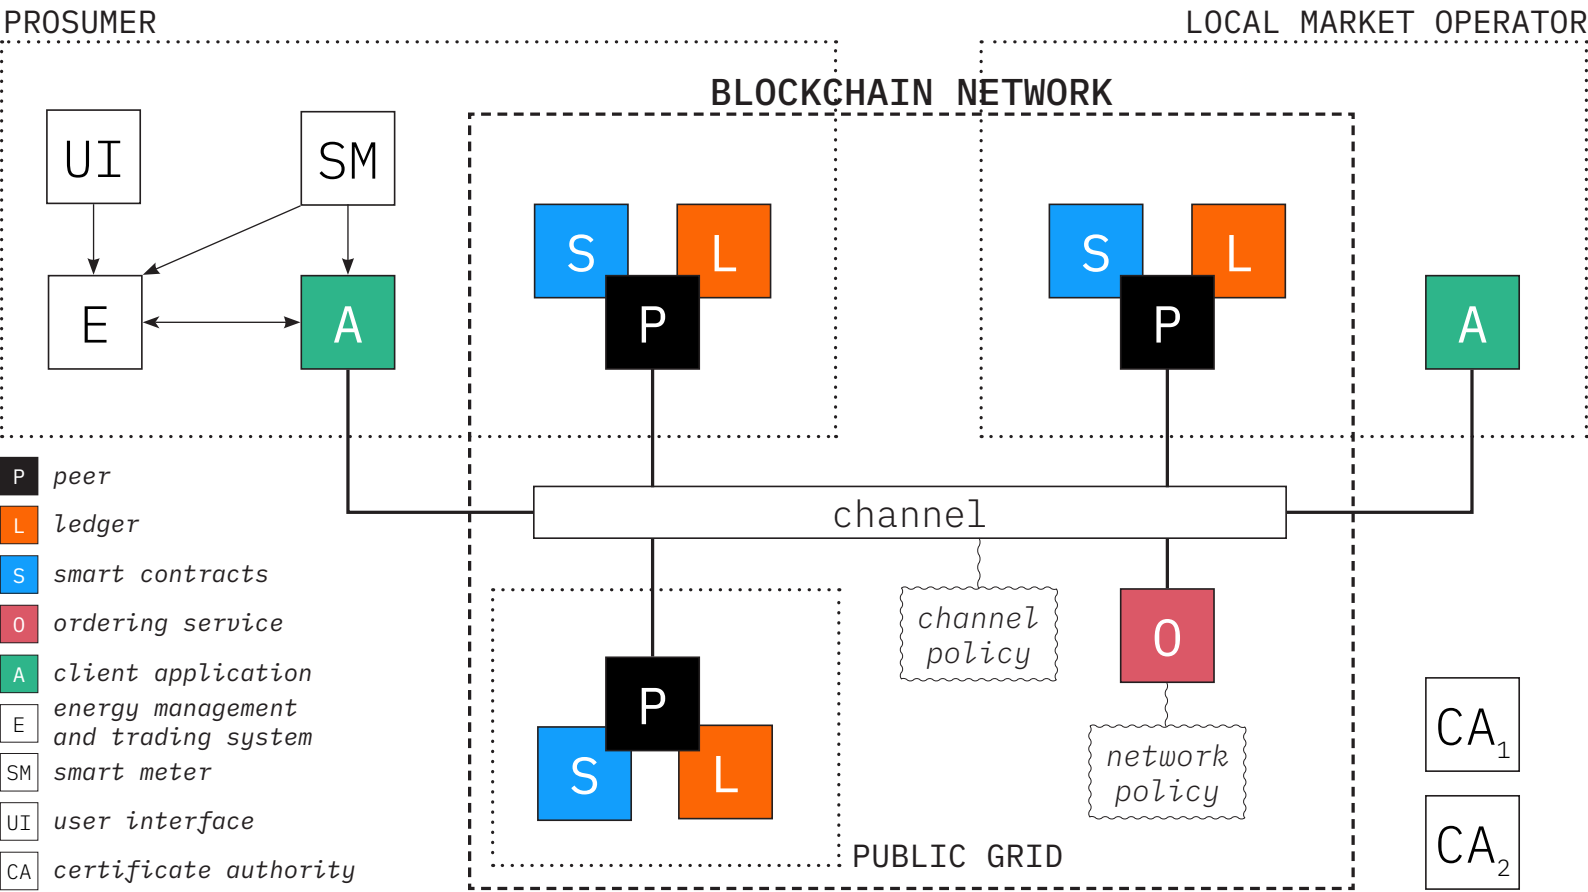 PROSUMER
LOCAL MARKET OPERATOR
BLOCKCHAIN NETWORK
UI
SM
S
L
S
L
E
A
P
P
A
P peer
channel
L ledger
S smart contracts
O ordering service
channel
policy
O
A client application
P
E energy management
and trading system
CA1
network
policy
SM smart meter
S
L
UI user interface
PUBLIC GRID
CA2
CA certificate authority